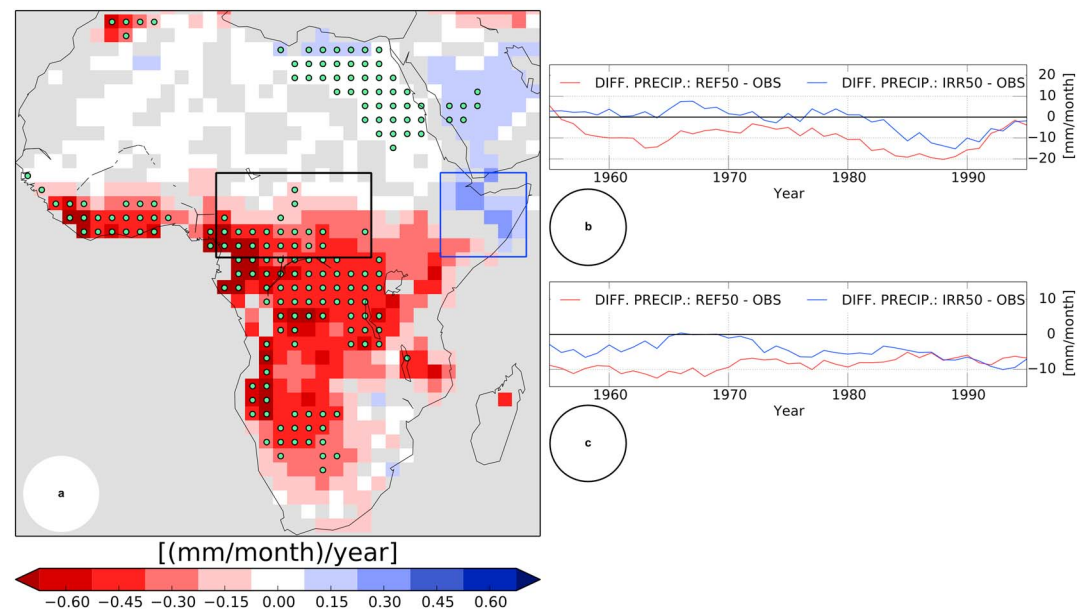 a
[(mm/month)/year]
−0.60 −0.45 −0.30 −0.15 0.00 0.15 0.30 0.45 0.60
DIFF. PRECIP.: REF50 - OBS DIFF. PRECIP.: IRR50 - OBS
20
10
0
−10
−20
[mm/month]
1960 1970 1980 1990
Year
b
DIFF. PRECIP.: REF50 - OBS DIFF. PRECIP.: IRR50 - OBS
10
0
−10
[mm/month]
1960 1970 1980 1990
Year
c